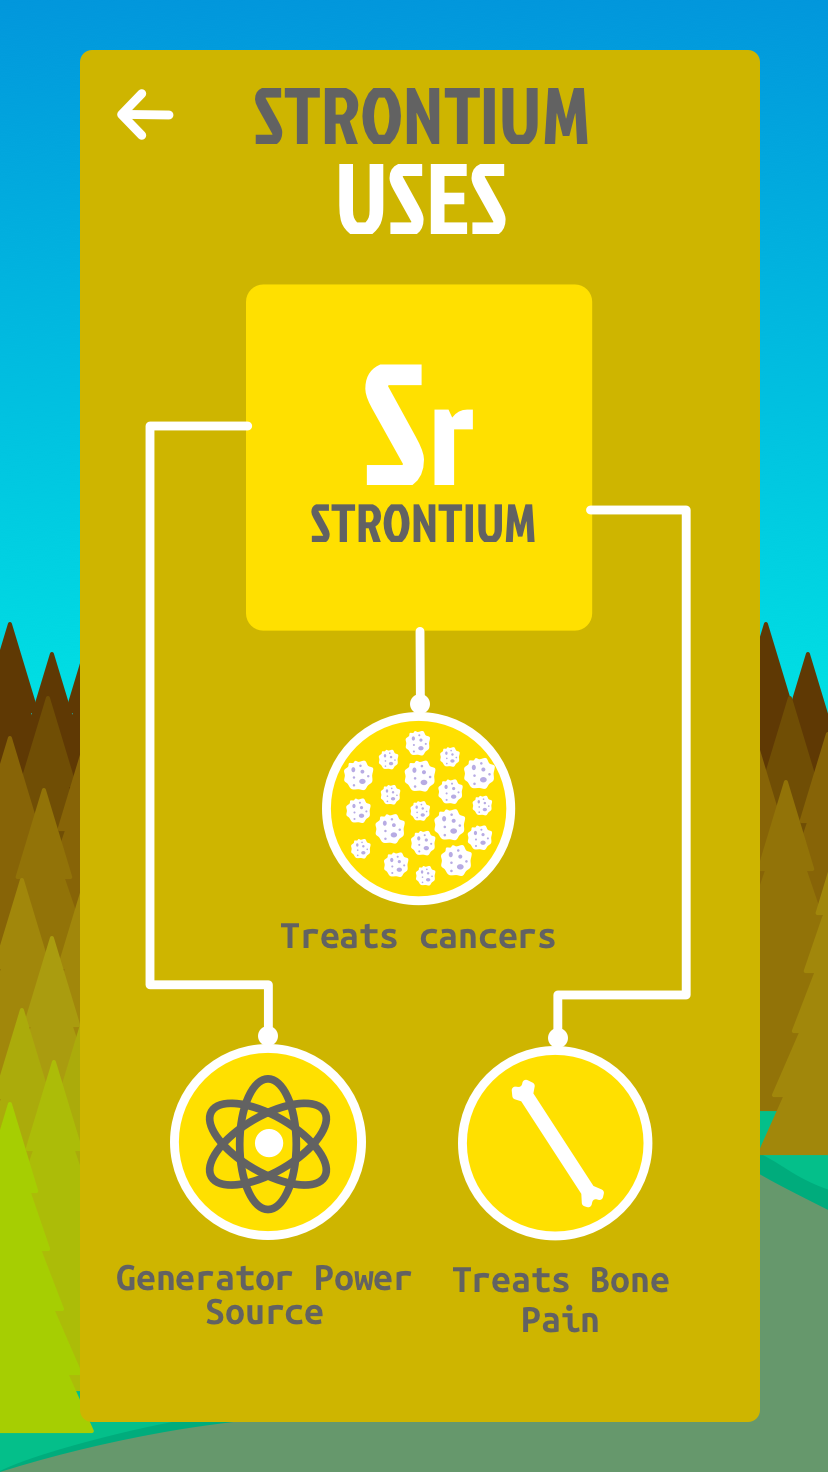 STRONTIUM
USES
Sr
STRONTIUM
Treats cancers
Generator Power
Source
Treats Bone
Pain